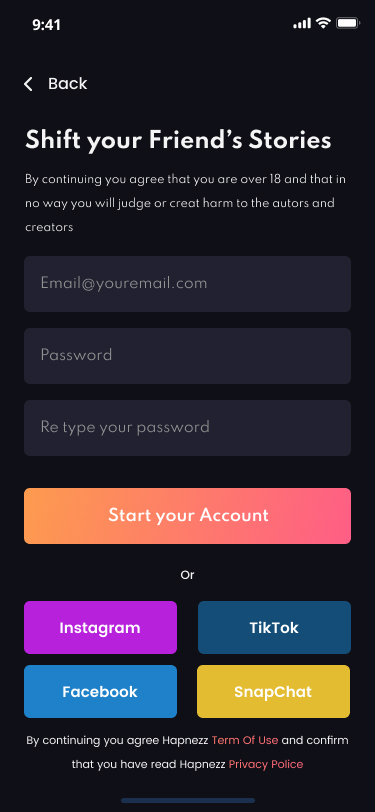 9:41
Back
Shift your Friend’s Stories
By continuing you agree that you are over 18 and that in
no way you will judge or creat harm to the autors and
creators
Email@youremail.com
Password
Re type your password
Start your Account
Or
Instagram
TikTok
Facebook
SnapChat
By continuing you agree Hapnezz Term Of Use and confirm
that you have read Hapnezz Privacy Police